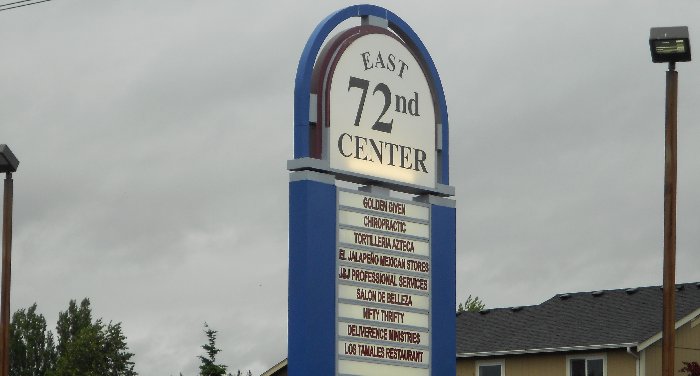 EAST
72nd
CENTER
GOLDEN GIVEN
CHIROPRACTIC
TORTILLERIA AZTECA
EL JALAPEÑO MEXICAN STORES
J&J PROFESSIONAL SERVICES
SALON DE BELLEZA
NIFTY THRIFTY
DELIVERENCE MINISTRIES
LOS TAMALES RESTAURANT